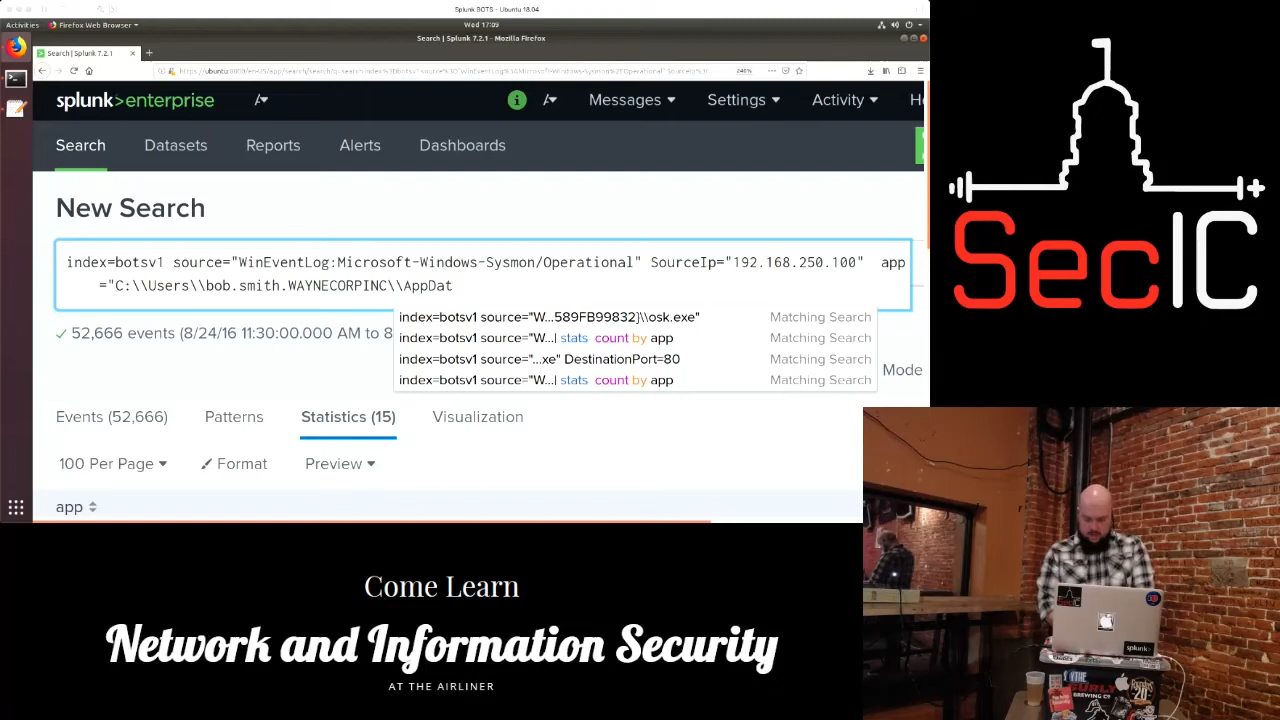 Splunk BOTS - Ubuntu 18.04
Activities
Firefox Web Browser
Wed 17:09
Search | Splunk 7.2.1 - Mozilla Firefox
Search | Splunk 7.2.1
splunk>enterprise
Messages
Settings
Activity
He
Search
Datasets
Reports
Alerts
Dashboards
New Search
index=botsv1 source="WinEventLog:Microsoft-Windows-Sysmon/Operational" SourceIp="192.168.250.100" app
="C:\\Users\\bob.smith.WAYNECORPINC\\AppDat
index=botsv1 source="W...589FB99832}\\osk.exe" Matching Search
index=botsv1 source="W...| stats count by app Matching Search
index=botsv1 source="...xe" DestinationPort=80 Matching Search
index=botsv1 source="W...| stats count by app Matching Search
52,666 events (8/24/16 11:30:00.000 AM to 8
Mode
Events (52,666)
Patterns
Statistics (15)
Visualization
100 Per Page
Format
Preview
app
SecIC
Come Learn
Network and Information Security
AT THE AIRLINER
SecIC
splunk>